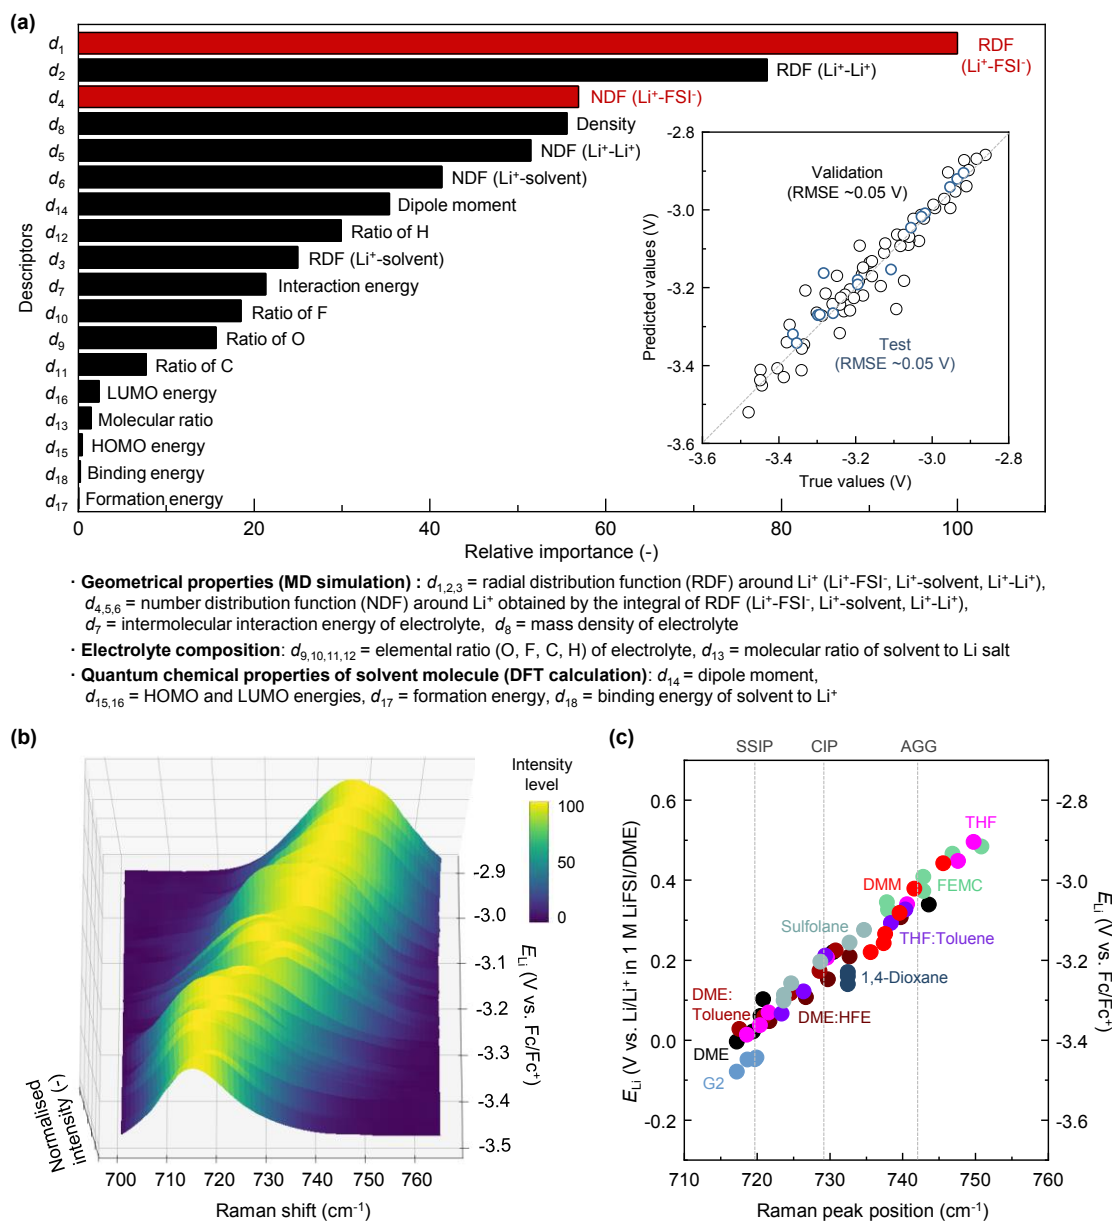 (a)
Descriptors
d1
d2
d4
d8
d5
d6
d14
d12
d3
d7
d10
d9
d11
d16
d13
d15
d18
d17
RDF
(Li⁺-FSI⁻)
RDF (Li⁺-Li⁺)
NDF (Li⁺-FSI⁻)
Density
NDF (Li⁺-Li⁺)
NDF (Li⁺-solvent)
Dipole moment
Ratio of H
RDF (Li⁺-solvent)
Interaction energy
Ratio of F
Ratio of O
Ratio of C
LUMO energy
Molecular ratio
HOMO energy
Binding energy
Formation energy
0 20 40 60 80 100
Relative importance (-)
Predicted values (V)
-2.8
-3.0
-3.2
-3.4
-3.6
Validation
(RMSE ~0.05 V)
Test
(RMSE ~0.05 V)
-3.6 -3.4 -3.2 -3.0 -2.8
True values (V)
· Geometrical properties (MD simulation) : d1,2,3 = radial distribution function (RDF) around Li⁺ (Li⁺-FSI⁻, Li⁺-solvent, Li⁺-Li⁺),
d4,5,6 = number distribution function (NDF) around Li⁺ obtained by the integral of RDF (Li⁺-FSI⁻, Li⁺-solvent, Li⁺-Li⁺),
d7 = intermolecular interaction energy of electrolyte, d8 = mass density of electrolyte
· Electrolyte composition: d9,10,11,12 = elemental ratio (O, F, C, H) of electrolyte, d13 = molecular ratio of solvent to Li salt
· Quantum chemical properties of solvent molecule (DFT calculation): d14 = dipole moment,
d15,16 = HOMO and LUMO energies, d17 = formation energy, d18 = binding energy of solvent to Li⁺
(b)
Intensity
level
100
50
0
-2.9
-3.0
-3.1
-3.2
-3.3
-3.4
-3.5
ELi (V vs. Fc/Fc⁺)
Normalised
intensity (-)
700 710 720 730 740 750 760
Raman shift (cm⁻¹)
(c)
SSIP CIP AGG
ELi (V vs. Li/Li⁺ in 1 M LiFSI/DME)
0.6
0.4
0.2
0.0
-0.2
THF
DMM
FEMC
Sulfolane
THF:Toluene
1,4-Dioxane
DME:
Toluene
DME:HFE
DME
G2
-2.8
-3.0
-3.2
-3.4
-3.6
ELi (V vs. Fc/Fc⁺)
710 720 730 740 750 760
Raman peak position (cm⁻¹)